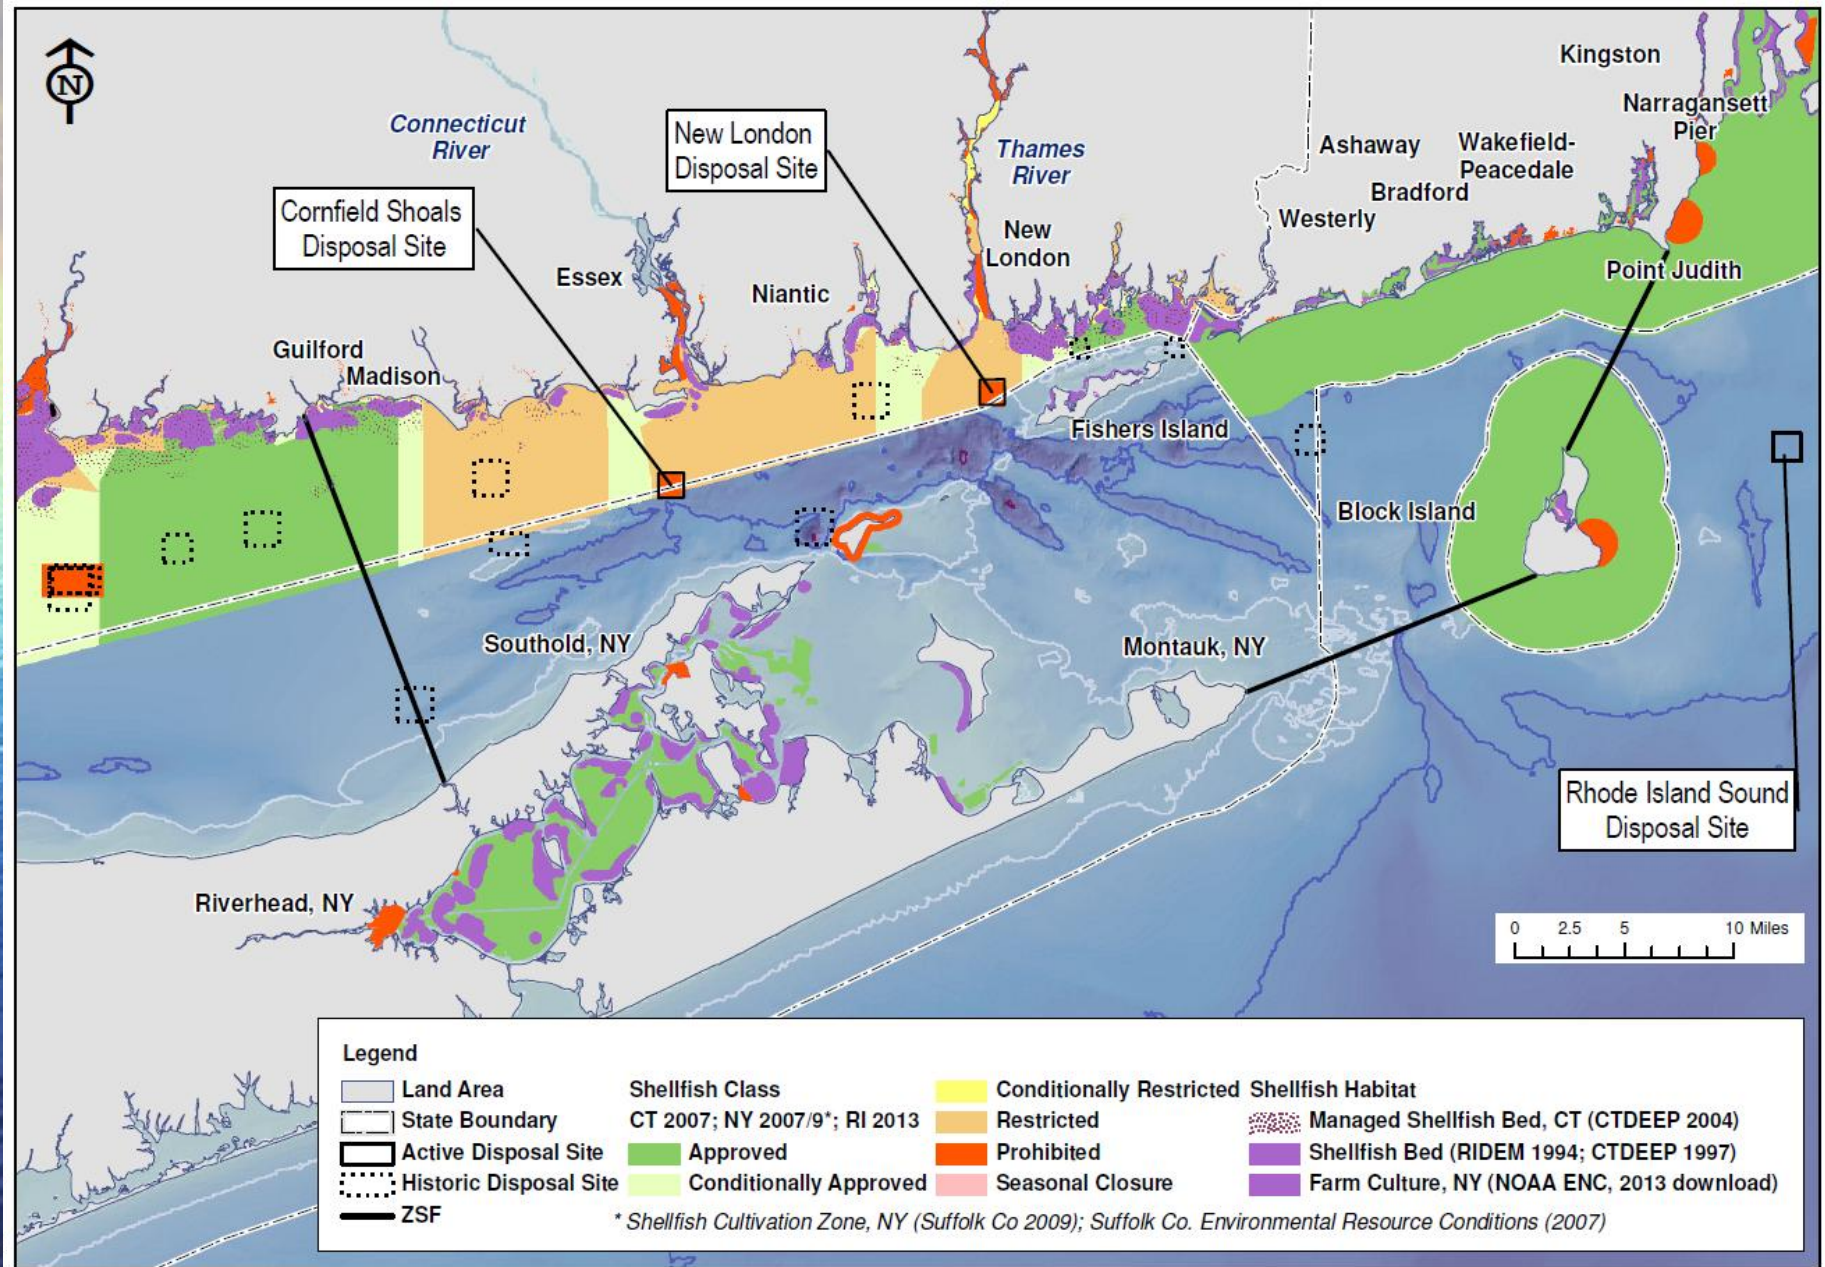 N
Kingston
Narragansett
Pier
Connecticut
River
New London
Disposal Site
Thames
River
Ashaway
Wakefield-
Peacedale
Bradford
Westerly
Cornfield Shoals
Disposal Site
New
London
Essex
Niantic
Point Judith
Guilford
Madison
Fishers Island
Block Island
Southold, NY
Montauk, NY
Rhode Island Sound
Disposal Site
Riverhead, NY
0 2.5 5 10 Miles
Legend
Land Area
State Boundary
Active Disposal Site
Historic Disposal Site
ZSF
Shellfish Class
CT 2007; NY 2007/9*; RI 2013
Approved
Conditionally Approved
Conditionally Restricted
Restricted
Prohibited
Seasonal Closure
Shellfish Habitat
Managed Shellfish Bed, CT (CTDEEP 2004)
Shellfish Bed (RIDEM 1994; CTDEEP 1997)
Farm Culture, NY (NOAA ENC, 2013 download)
* Shellfish Cultivation Zone, NY (Suffolk Co 2009); Suffolk Co. Environmental Resource Conditions (2007)